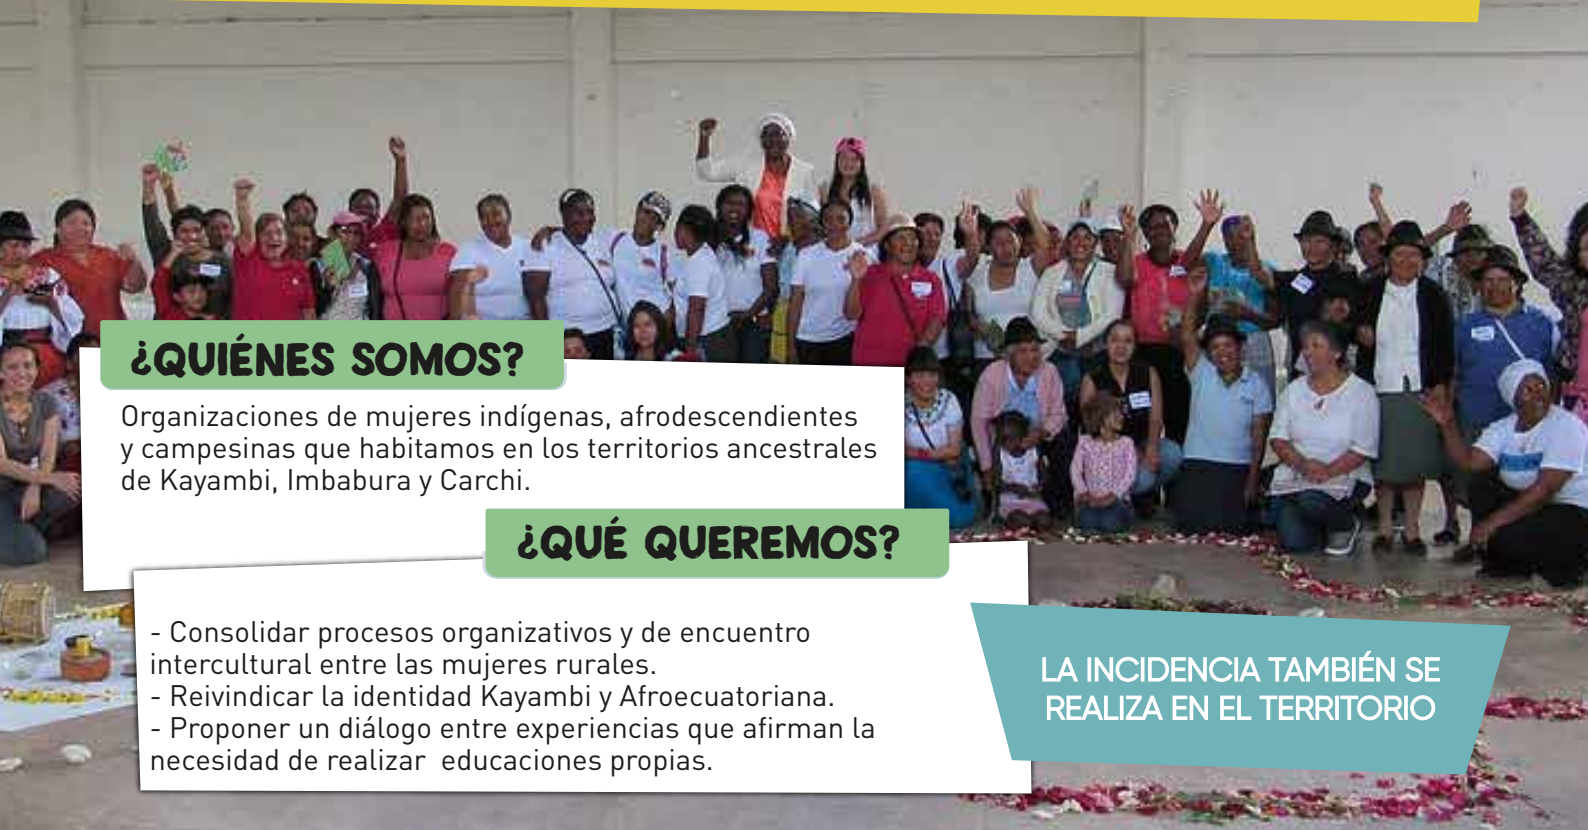 ¿QUIÉNES SOMOS?
Organizaciones de mujeres indígenas, afrodescendientes
y campesinas que habitamos en los territorios ancestrales
de Kayambi, Imbabura y Carchi.
¿QUÉ QUEREMOS?
- Consolidar procesos organizativos y de encuentro
intercultural entre las mujeres rurales.
- Reivindicar la identidad Kayambi y Afroecuatoriana.
- Proponer un diálogo entre experiencias que afirman la
necesidad de realizar  educaciones propias.
LA INCIDENCIA TAMBIÉN SE
REALIZA EN EL TERRITORIO